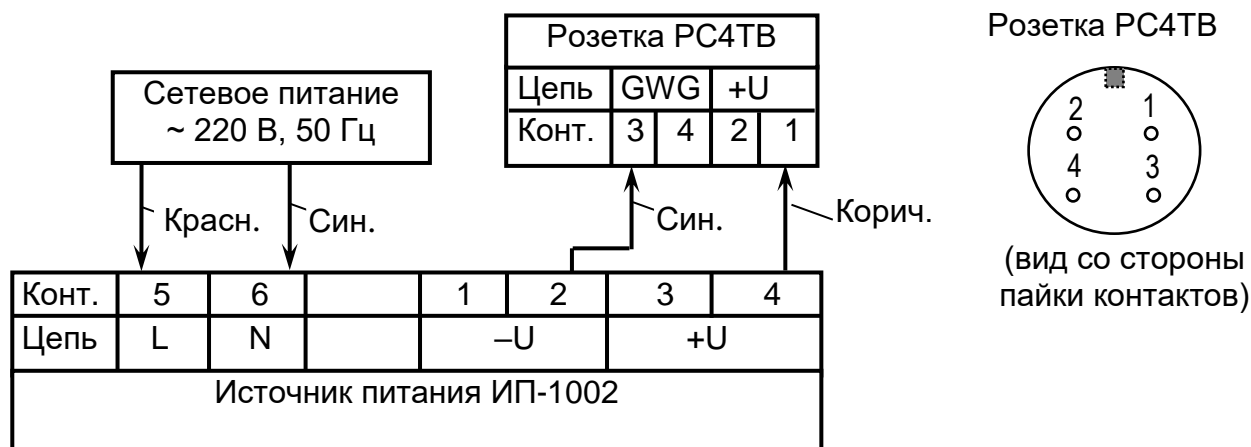 Розетка РС4ТВ
Цепь GWG +U
Конт. 3 4 2 1
Сетевое питание
~ 220 В, 50 Гц
Красн. Син. Син. Корич.
Конт. 5 6 1 2 3 4
Цепь L N –U +U
Источник питания ИП-1002
Розетка РС4ТВ
2 1
4 3
(вид со стороны
пайки контактов)